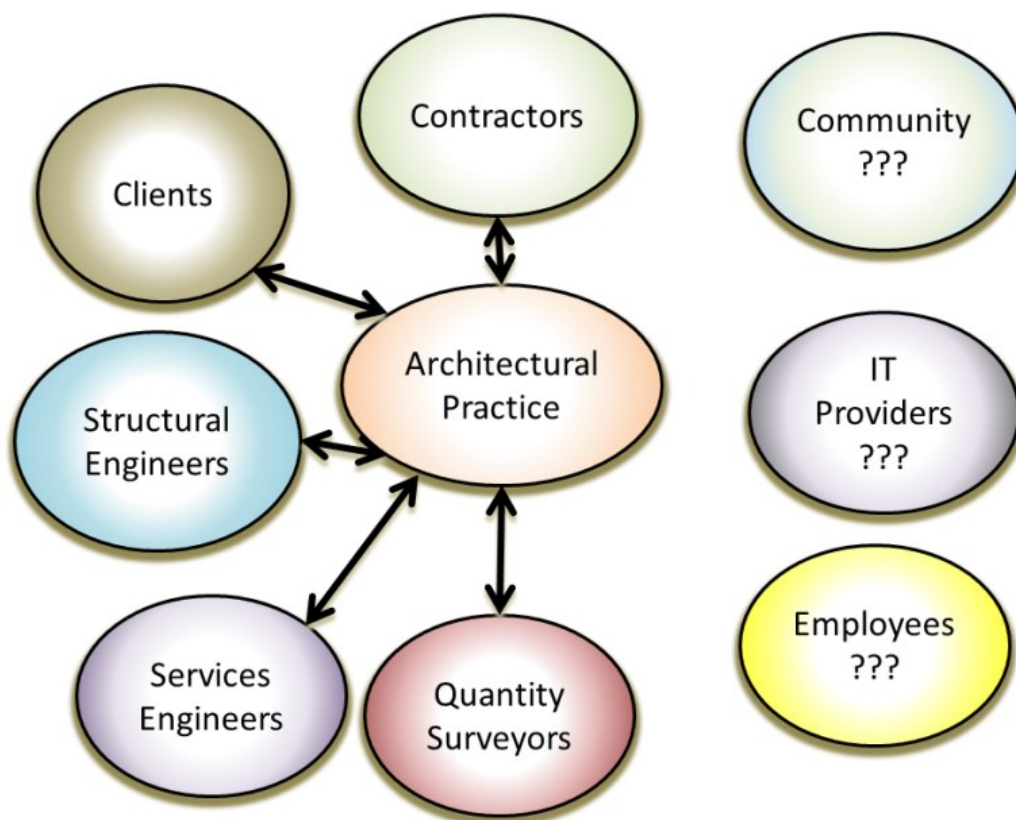 Contractors
Community
???
Clients
Architectural
Practice
IT
Providers
???
Structural
Engineers
Employees
???
Services
Engineers
Quantity
Surveyors